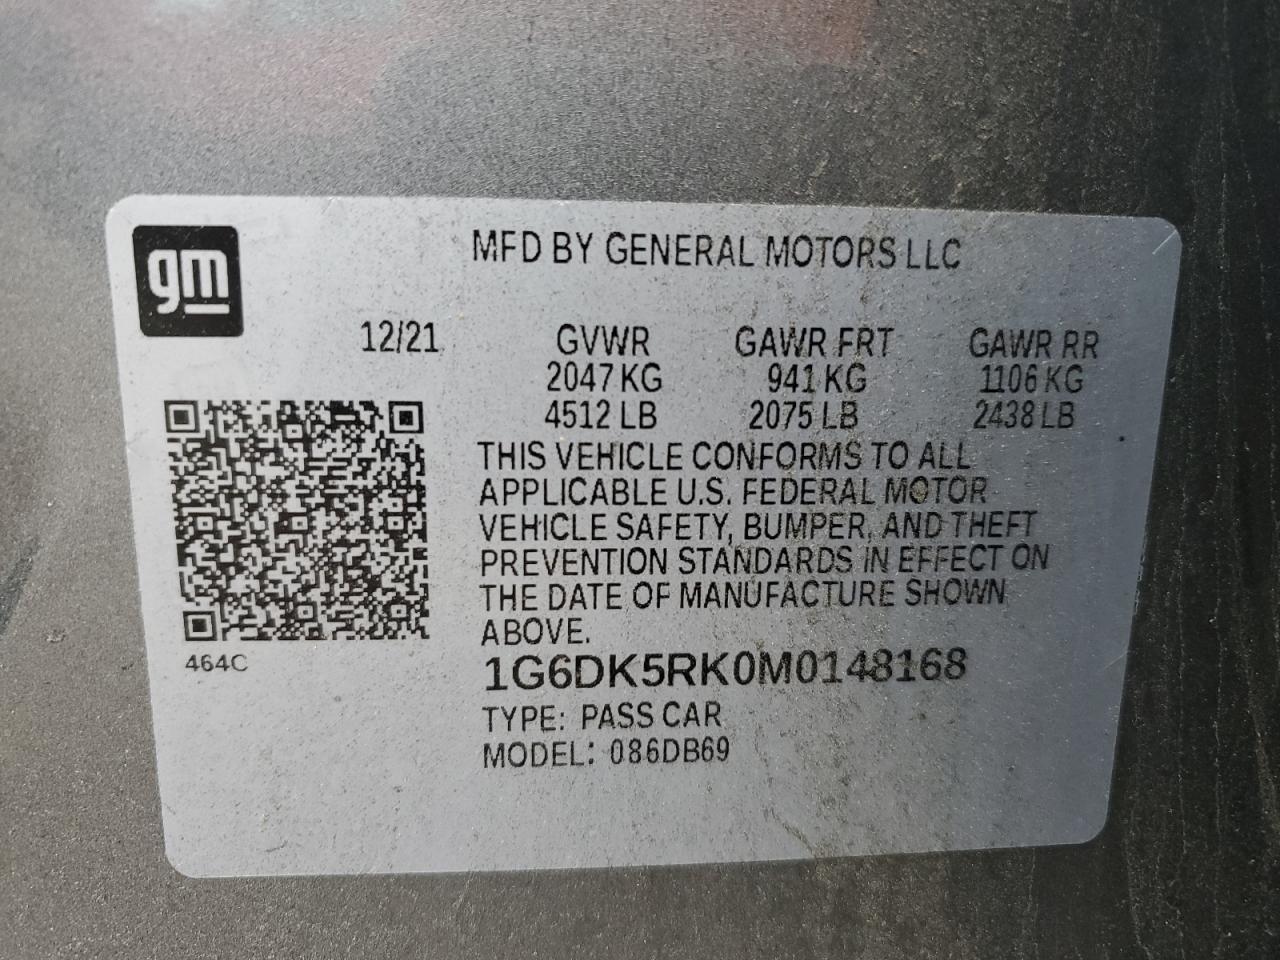 gm
MFD BY GENERAL MOTORS LLC
12/21 GVWR GAWR FRT GAWR RR
2047 KG 941 KG 1106 KG
4512 LB 2075 LB 2438 LB
THIS VEHICLE CONFORMS TO ALL
APPLICABLE U.S. FEDERAL MOTOR
VEHICLE SAFETY, BUMPER, AND THEFT
PREVENTION STANDARDS IN EFFECT ON
THE DATE OF MANUFACTURE SHOWN
ABOVE.
464C
1G6DK5RK0M0148168
TYPE: PASS CAR
MODEL: 086DB69